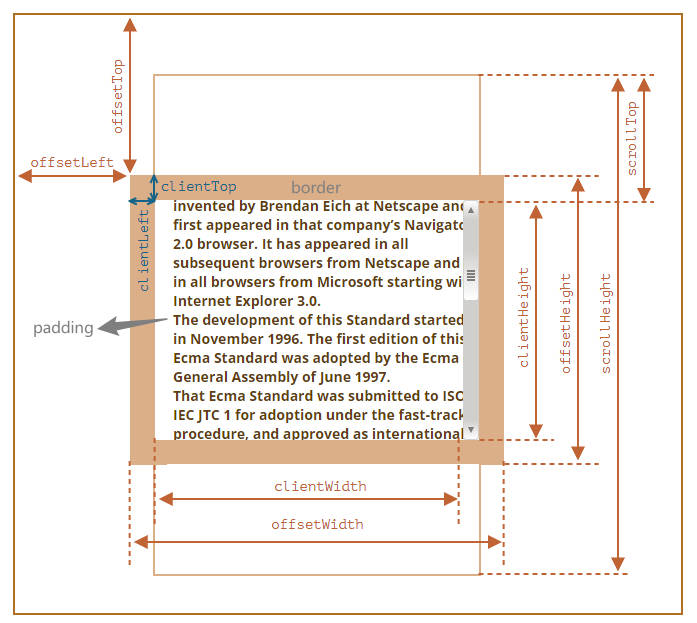 offsetTop
scrollTop
offsetLeft
clientTop
border
clientLeft
invented by Brendan Eich at Netscape and
first appeared in that company's Navigato
2.0 browser. It has appeared in all
subsequent browsers from Netscape and
in all browsers from Microsoft starting wi
Internet Explorer 3.0.
The development of this Standard started
in November 1996. The first edition of this
Ecma Standard was adopted by the Ecma
General Assembly of June 1997.
That Ecma Standard was submitted to ISO
IEC JTC 1 for adoption under the fast-track
procedure, and approved as international
padding
clientHeight
offsetHeight
scrollHeight
clientWidth
offsetWidth